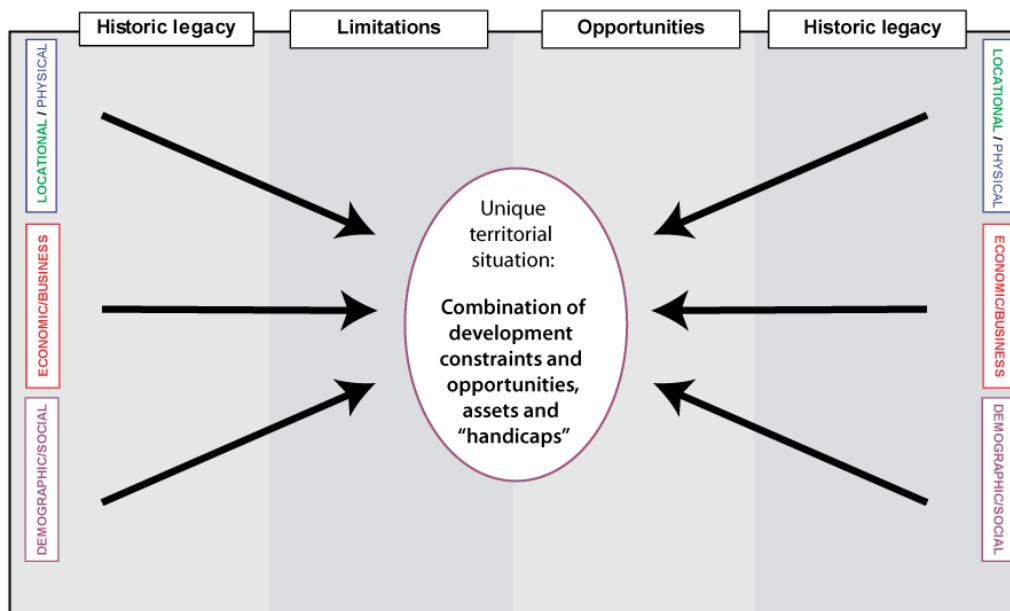 Historic legacy
Limitations
Opportunities
Historic legacy
LOCATIONAL / PHYSICAL
ECONOMIC/BUSINESS
DEMOGRAPHIC/SOCIAL
Unique
territorial
situation:
Combination of
development
constraints and
opportunities,
assets and
“handicaps”
LOCATIONAL / PHYSICAL
ECONOMIC/BUSINESS
DEMOGRAPHIC/SOCIAL